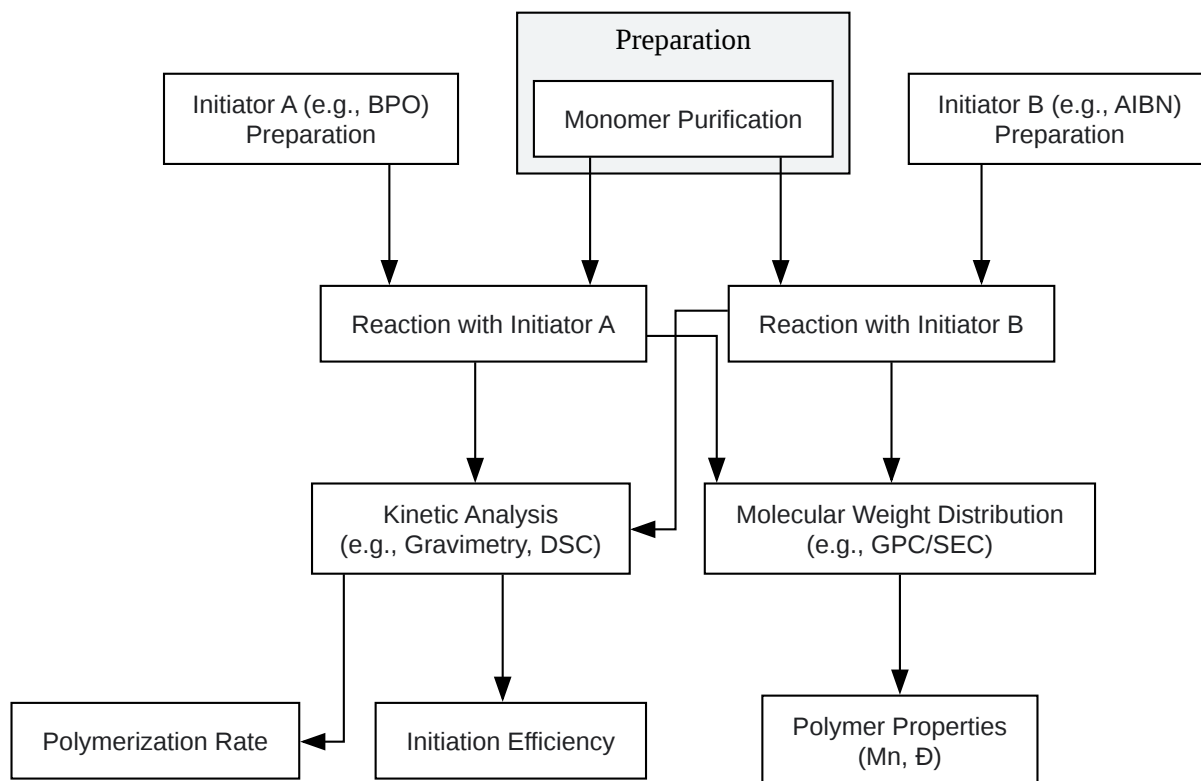 Preparation
Initiator A (e.g., BPO)
Preparation
Monomer Purification
Initiator B (e.g., AIBN)
Preparation
Reaction with Initiator A
Reaction with Initiator B
Kinetic Analysis
(e.g., Gravimetry, DSC)
Molecular Weight Distribution
(e.g., GPC/SEC)
Polymerization Rate
Initiation Efficiency
Polymer Properties
(Mn, Đ)